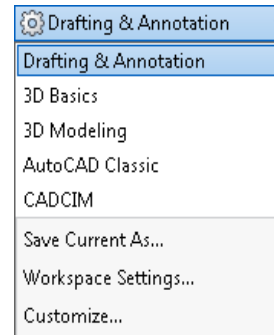 Drafting & Annotation
Drafting & Annotation
3D Basics
3D Modeling
AutoCAD Classic
CADCIM
Save Current As...
Workspace Settings...
Customize...